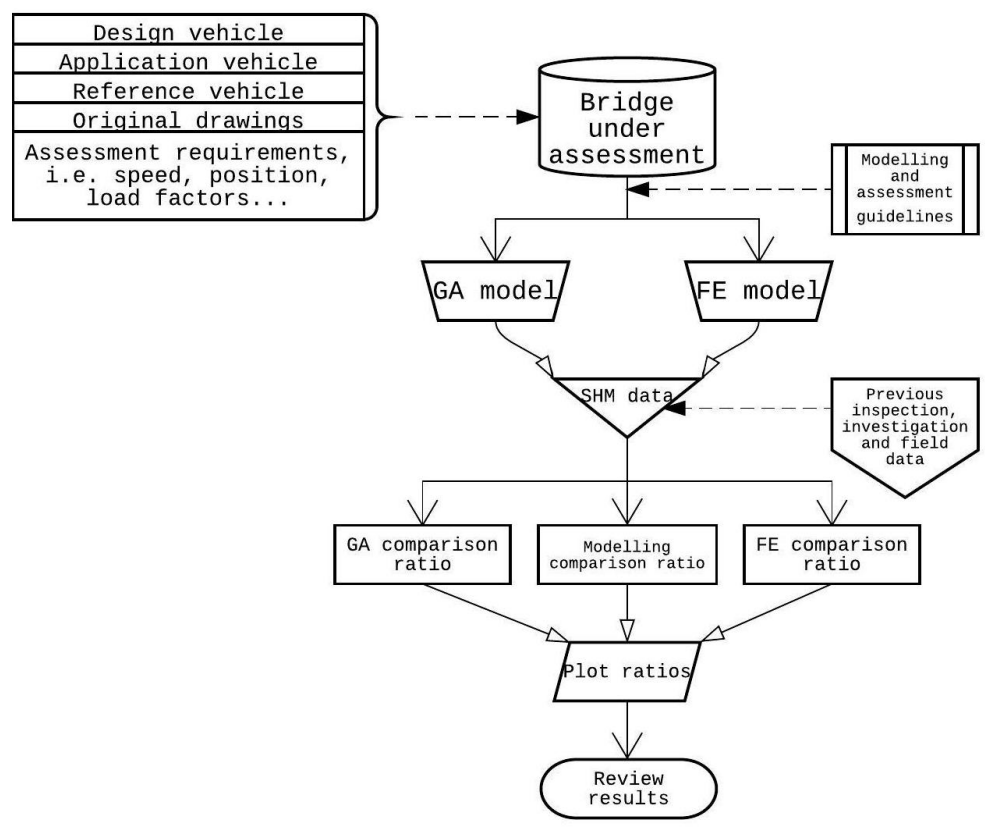 Design vehicle
Application vehicle
Reference vehicle
Original drawings
Assessment requirements,
i.e. speed, position,
load factors...
Bridge
under
assessment
Modelling
and
assessment
guidelines
GA model
FE model
SHM data
Previous
inspection,
investigation
and field
data
GA comparison
ratio
Modelling
comparison ratio
FE comparison
ratio
Plot ratios
Review
results